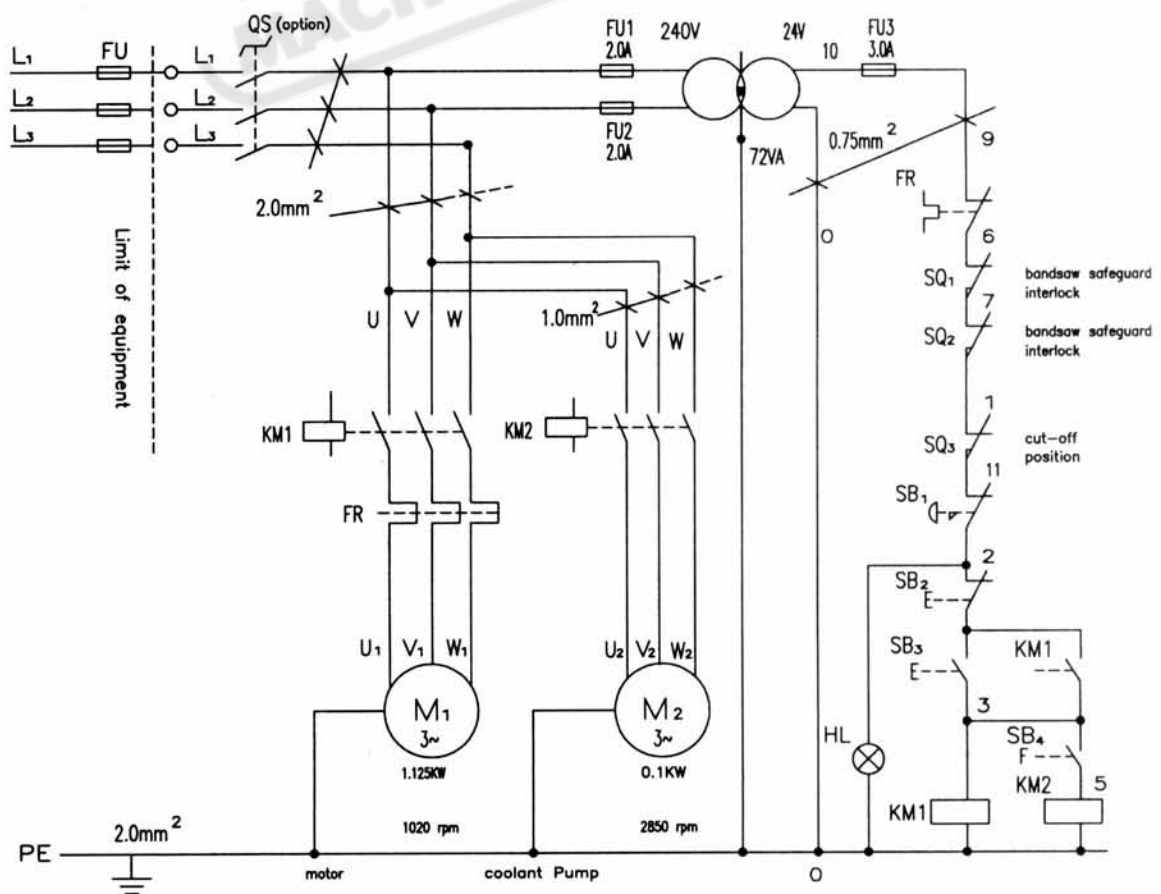 MACH
QS (option)
L1 FU L1
L2 L2
L3 L3
FU1
2.0A
240V
24V
10
FU3
3.0A
FU2
2.0A
72VA
0.75mm2
9
FR
2.0mm2
0
6
Limit of equipment
SQ1
bandsaw safeguard
interlock
7
SQ2
bandsaw safeguard
interlock
1.0mm2
U V W
U V W
1
KM1
KM2
SQ3
cut-off
position
11
SB1
FR
2
SB2
U1 V1 W1
U2 V2 W2
SB3
KM1
3
M1
3~
1.125KW
M2
3~
0.1KW
HL
SB4
KM2
5
KM1
1020 rpm
2850 rpm
2.0mm2
PE
motor
coolant Pump
0